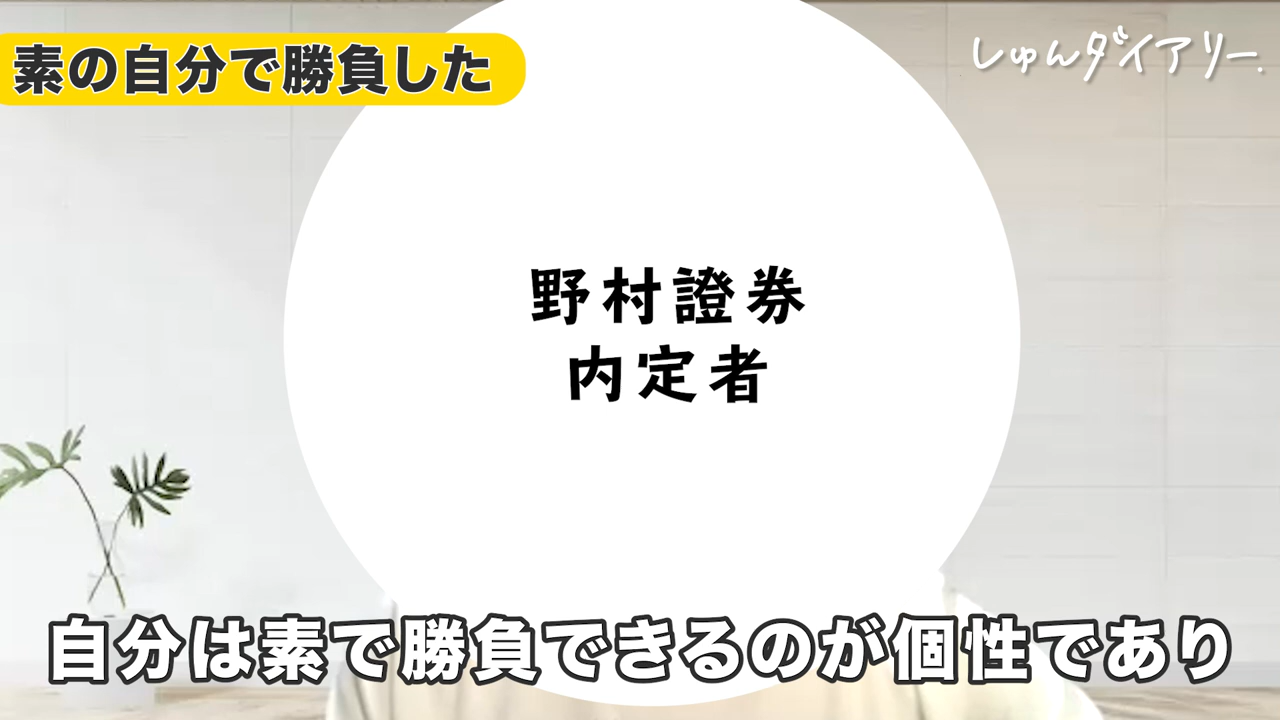 素の自分で勝負した
しゅんダイアリー.
野村證券
内定者
自分は素で勝負できるのが個性であり